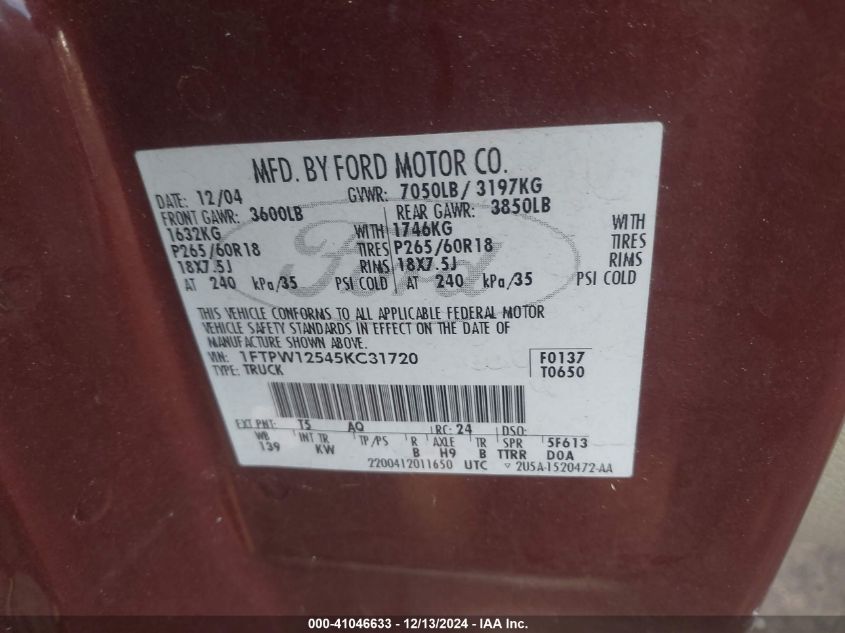 MFD. BY FORD MOTOR CO.
DATE: 12/04 GVWR: 7050LB/ 3197KG
FRONT GAWR: 3600LB REAR GAWR: 3850LB
1632KG WITH 1746KG WITH
P265/60R18 TIRES P265/60R18 TIRES
18X7.5J RIMS 18X7.5J RIMS
AT 240 kPa/35 PSI COLD AT 240 kPa/35 PSI COLD
THIS VEHICLE CONFORMS TO ALL APPLICABLE FEDERAL MOTOR
VEHICLE SAFETY STANDARDS IN EFFECT ON THE DATE OF
MANUFACTURE SHOWN ABOVE.
VIN: 1FTPW12545KC31720 F0137
TYPE: TRUCK T0650
EXT PNT: T5 AQ RC: 24 DSO:
WB INT TR TP/PS R AXLE TR SPR 5F613
139 KW B H9 B TTRR DOA
2200412011650 UTC ▽ 2U5A-1520472-AA
Ford
000-41046633 - 12/13/2024 - IAA Inc.